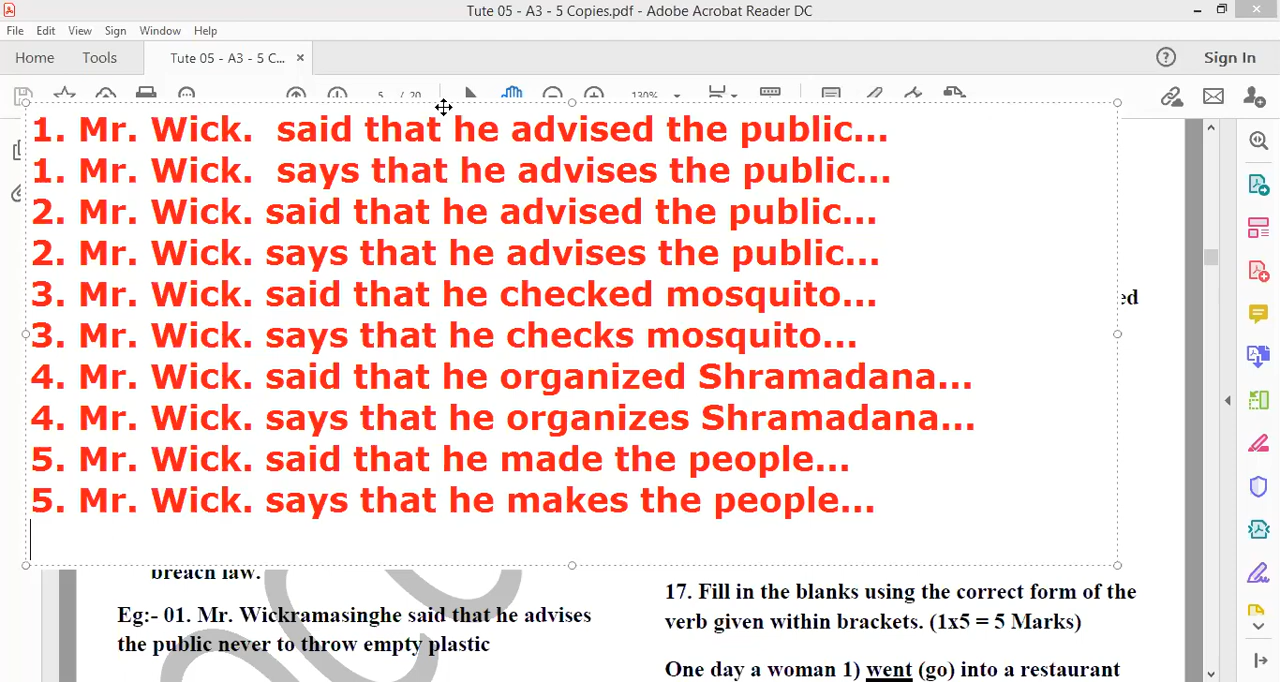 Tute 05 - A3 - 5 Copies.pdf - Adobe Acrobat Reader DC
File Edit View Sign Window Help
Home Tools Tute 05 - A3 - 5 C... × Sign In
5 / 20 130%
1. Mr. Wick. said that he advised the public...
1. Mr. Wick. says that he advises the public...
2. Mr. Wick. said that he advised the public...
2. Mr. Wick. says that he advises the public...
3. Mr. Wick. said that he checked mosquito...
3. Mr. Wick. says that he checks mosquito...
4. Mr. Wick. said that he organized Shramadana...
4. Mr. Wick. says that he organizes Shramadana...
5. Mr. Wick. said that he made the people...
5. Mr. Wick. says that he makes the people...
ed
breach law.
Eg:- 01. Mr. Wickramasinghe said that he advises
the public never to throw empty plastic
17. Fill in the blanks using the correct form of the
verb given within brackets. (1x5 = 5 Marks)
One day a woman 1) went (go) into a restaurant